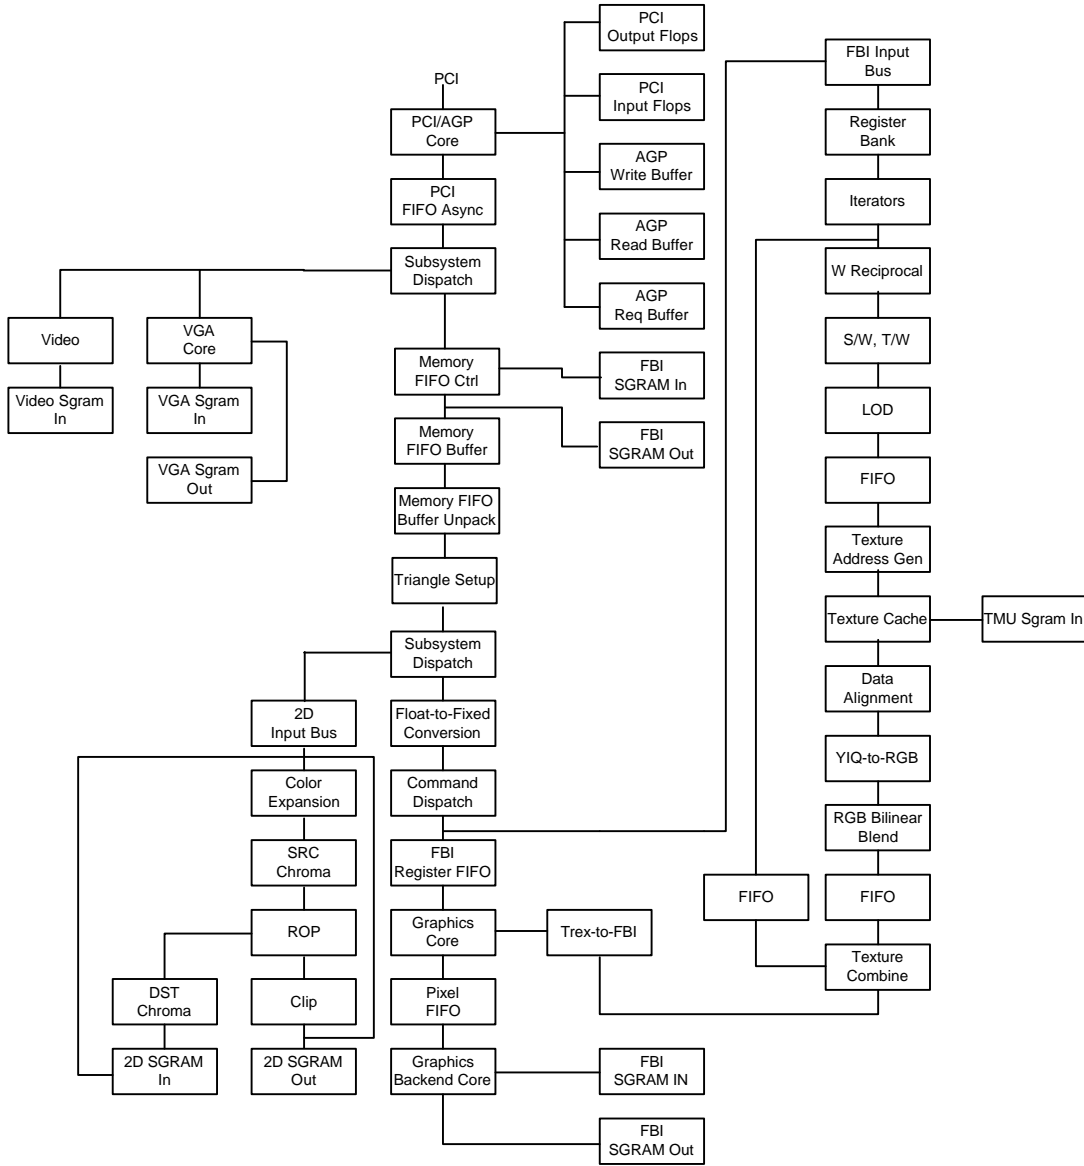 PCI
Output Flops
FBI Input
Bus
PCI
PCI
Input Flops
PCI/AGP
Core
Register
Bank
AGP
Write Buffer
PCI
FIFO Async
Iterators
AGP
Read Buffer
Subsystem
Dispatch
W Reciprocal
AGP
Req Buffer
Video
VGA
Core
S/W, T/W
Memory
FIFO Ctrl
FBI
SGRAM In
Video Sgram
In
VGA Sgram
In
LOD
Memory
FIFO Buffer
FBI
SGRAM Out
VGA Sgram
Out
FIFO
Memory FIFO
Buffer Unpack
Texture
Address Gen
Triangle Setup
Texture Cache
TMU Sgram In
Subsystem
Dispatch
Data
Alignment
2D
Input Bus
Float-to-Fixed
Conversion
YIQ-to-RGB
Color
Expansion
Command
Dispatch
RGB Bilinear
Blend
SRC
Chroma
FBI
Register FIFO
FIFO
FIFO
ROP
Graphics
Core
Trex-to-FBI
Texture
Combine
DST
Chroma
Clip
Pixel
FIFO
2D SGRAM
In
2D SGRAM
Out
Graphics
Backend Core
FBI
SGRAM IN
FBI
SGRAM Out